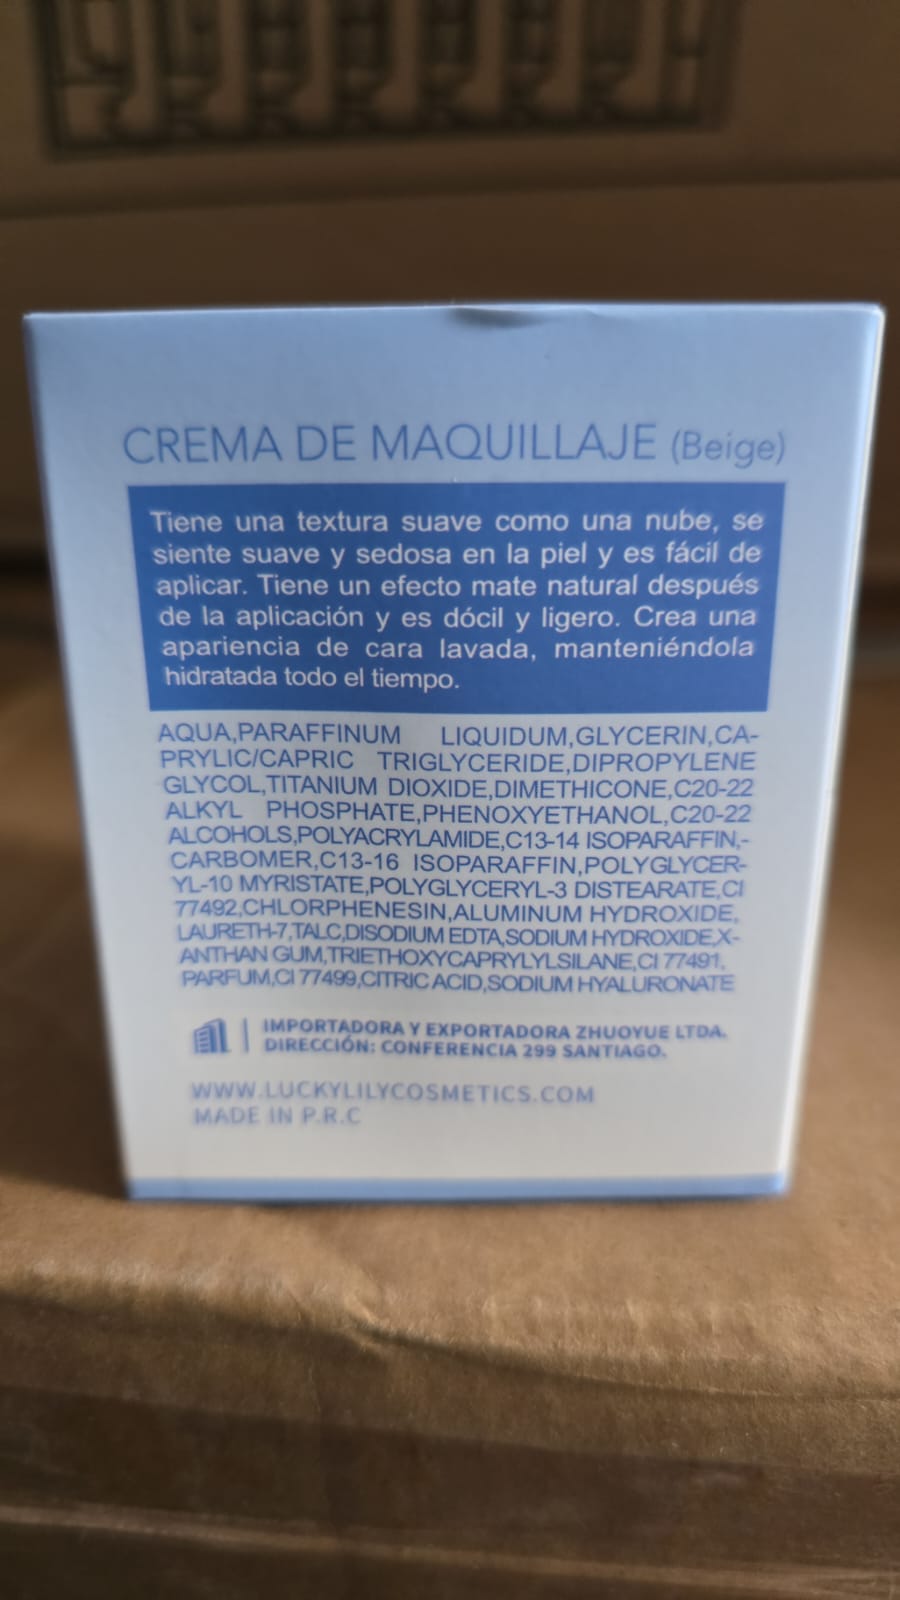 CREMA DE MAQUILLAJE (Beige)
Tiene una textura suave como una nube, se
siente suave y sedosa en la piel y es fácil de
aplicar. Tiene un efecto mate natural después
de la aplicación y es dócil y ligero. Crea una
apariencia de cara lavada, manteniéndola
hidratada todo el tiempo.
AQUA,PARAFFINUM LIQUIDUM,GLYCERIN,CA-
PRYLIC/CAPRIC TRIGLYCERIDE,DIPROPYLENE
GLYCOL,TITANIUM DIOXIDE,DIMETHICONE,C20-22
ALKYL PHOSPHATE,PHENOXYETHANOL,C20-22
ALCOHOLS,POLYACRYLAMIDE,C13-14 ISOPARAFFIN,-
CARBOMER,C13-16 ISOPARAFFIN,POLYGLYCER-
YL-10 MYRISTATE,POLYGLYCERYL-3 DISTEARATE,CI
77492,CHLORPHENESIN,ALUMINUM HYDROXIDE,
LAURETH-7,TALC,DISODIUM EDTA,SODIUM HYDROXIDE,X-
ANTHAN GUM,TRIETHOXYCAPRYLYLSILANE,CI 77491,
PARFUM,CI 77499,CITRIC ACID,SODIUM HYALURONATE
IMPORTADORA Y EXPORTADORA ZHUOYUE LTDA.
DIRECCIÓN: CONFERENCIA 299 SANTIAGO.
WWW.LUCKYLILYCOSMETICS.COM
MADE IN P.R.C